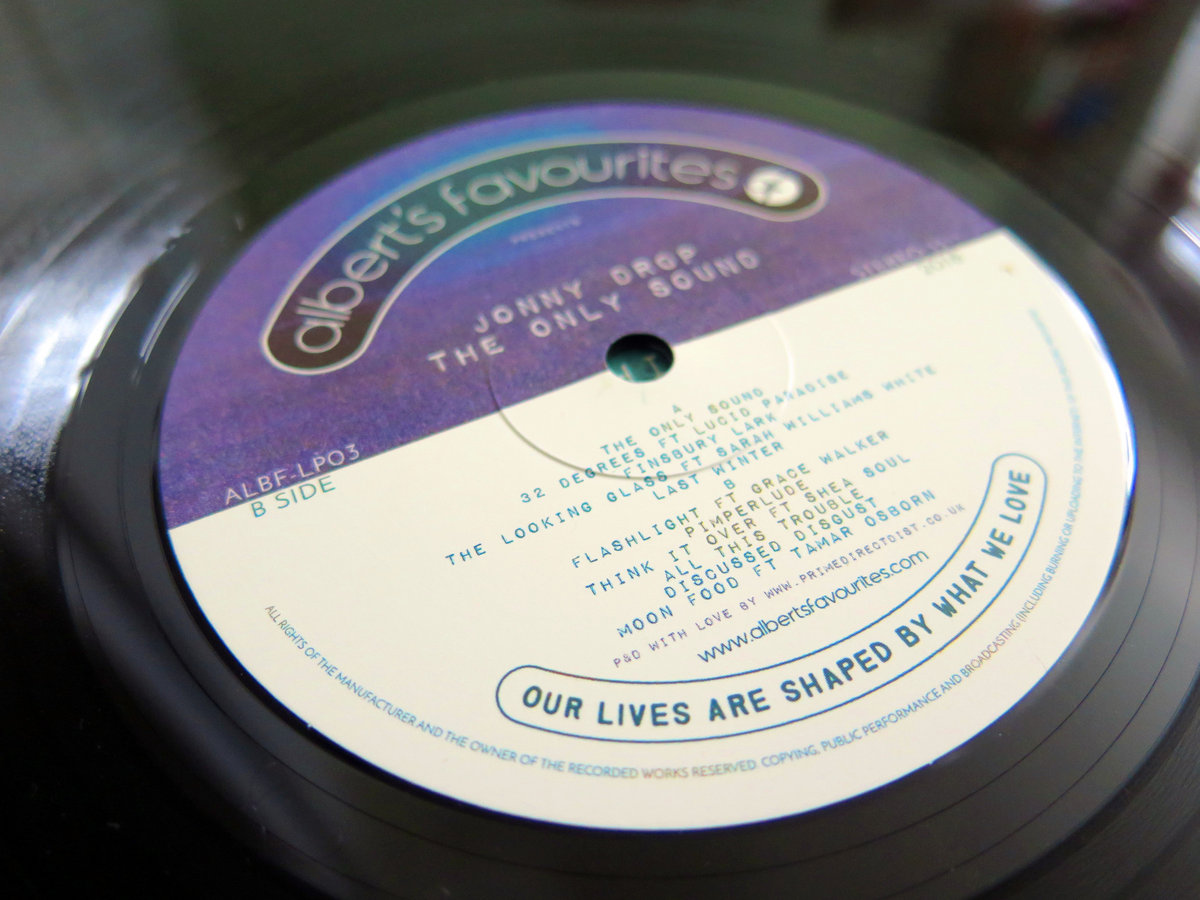 albert's favourites
PRESENTS
JONNY DROP
THE ONLY SOUND
STEREO
2018
ALBF-LP03
B SIDE
A
THE ONLY SOUND
32 DEGREES FT LUCID PARADISE
FINSBURY LARK
THE LOOKING GLASS FT SARAH WILLIAMS WHITE
LAST WINTER
B
FLASHLIGHT FT GRACE WALKER
PIMPERLUDE
THINK IT OVER FT SHEA SOUL
ALL THIS TROUBLE
DISCUSSED DISGUST
MOON FOOD FT TAMAR OSBORN
P&D WITH LOVE BY WWW.PRIMEDIRECTDIST.CO.UK
www.albertsfavourites.com
OUR LIVES ARE SHAPED BY WHAT WE LOVE
ALL RIGHTS OF THE MANUFACTURER AND THE OWNER OF THE RECORDED WORKS RESERVED. COPYING, PUBLIC PERFORMANCE AND BROADCASTING (INCLUDING BURNING OR UPLOADING TO THE INTERNET)